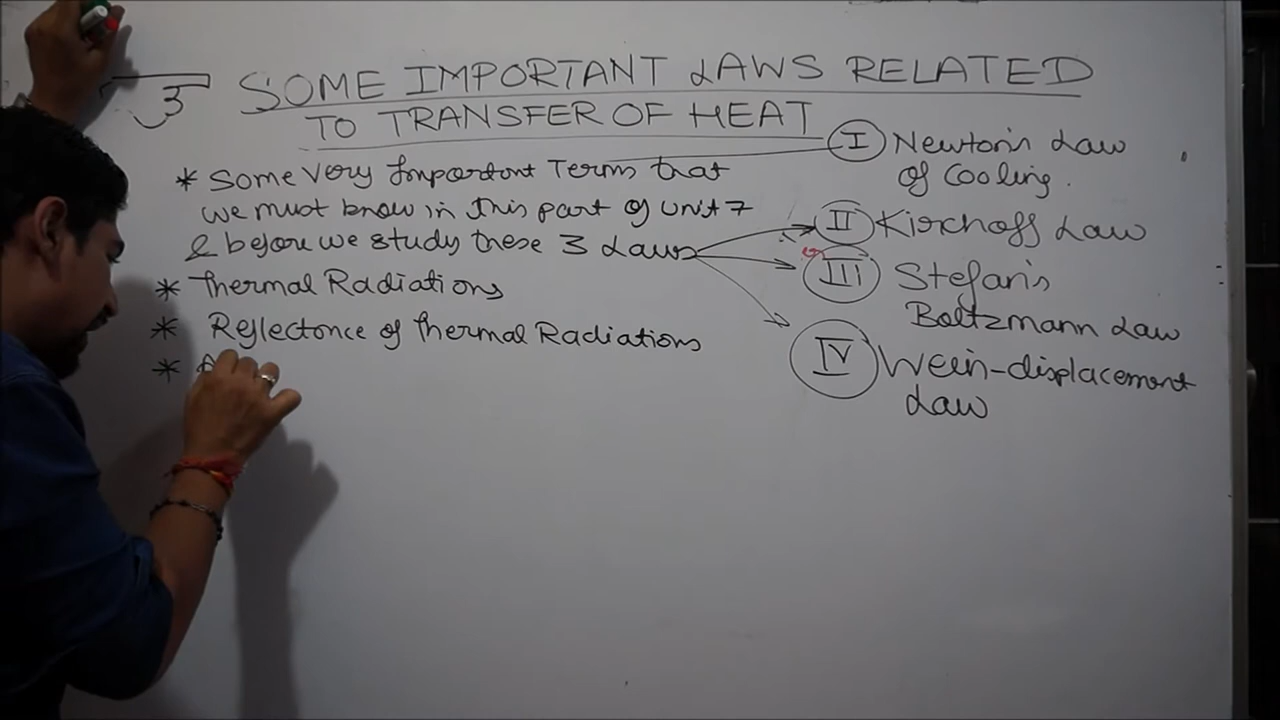 3 SOME IMPORTANT LAWS RELATED
TO TRANSFER OF HEAT
* Some Very Important Terms that
we must know in this part of unit 7
& before we study these 3 Laws
* Thermal Radiations
* Reflectance of Thermal Radiations
* A
I Newton's Law
of Cooling.
II Kirchoff Law
III Stefan's
Boltzmann Law
IV Wein-displacement
Law